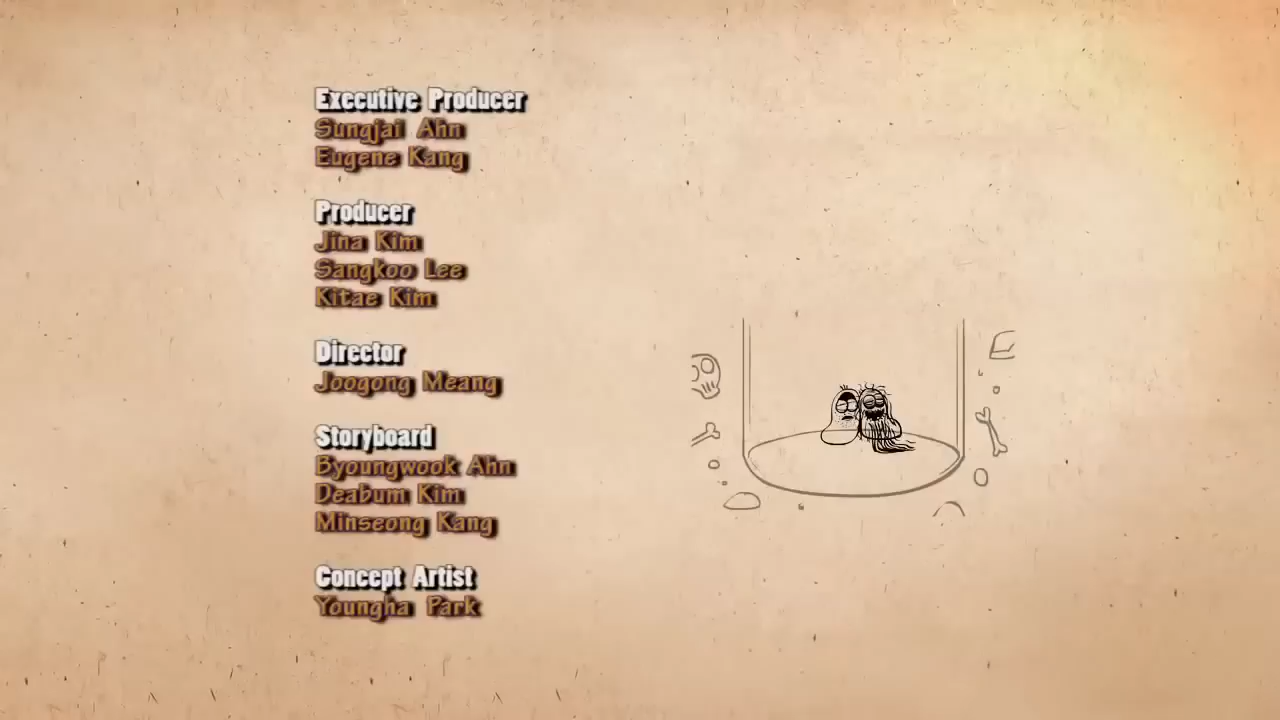 Executive Producer
Sungjai Ahn
Eugene Kang
Producer
Jina Kim
Sangkoo Lee
Kitae Kim
Director
Joogong Meang
Storyboard
Byoungwook Ahn
Deabum Kim
Minseong Kang
Concept Artist
Youngha Park